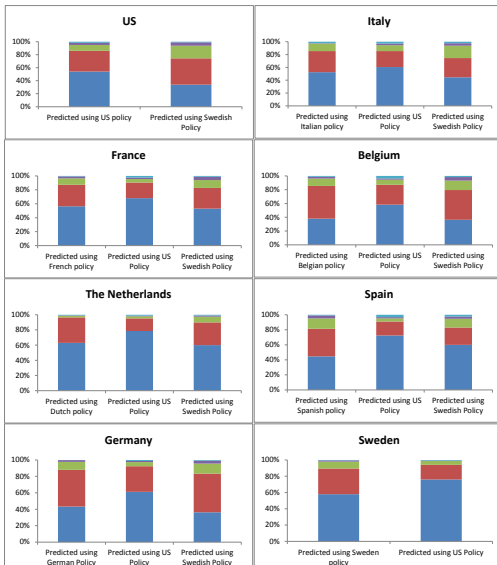 US
100%
80%
60%
40%
20%
0%
Predicted using US policy
Predicted using Swedish
Policy
Italy
100%
80%
60%
40%
20%
0%
Predicted using
Italian policy
Predicted using US
Policy
Predicted using
Swedish Policy
France
100%
80%
60%
40%
20%
0%
Predicted using
French policy
Predicted using US
Policy
Predicted using
Swedish Policy
Belgium
100%
80%
60%
40%
20%
0%
Predicted using
Belgian policy
Predicted using US
Policy
Predicted using
Swedish Policy
The Netherlands
100%
80%
60%
40%
20%
0%
Predicted using
Dutch policy
Predicted using US
Policy
Predicted using
Swedish Policy
Spain
100%
80%
60%
40%
20%
0%
Predicted using
Spanish policy
Predicted using US
Policy
Predicted using
Swedish Policy
Germany
100%
80%
60%
40%
20%
0%
Predicted using
German Policy
Predicted using US
Policy
Predicted using
Swedish Policy
Sweden
100%
80%
60%
40%
20%
0%
Predicted using Sweden
policy
Predicted using US Policy